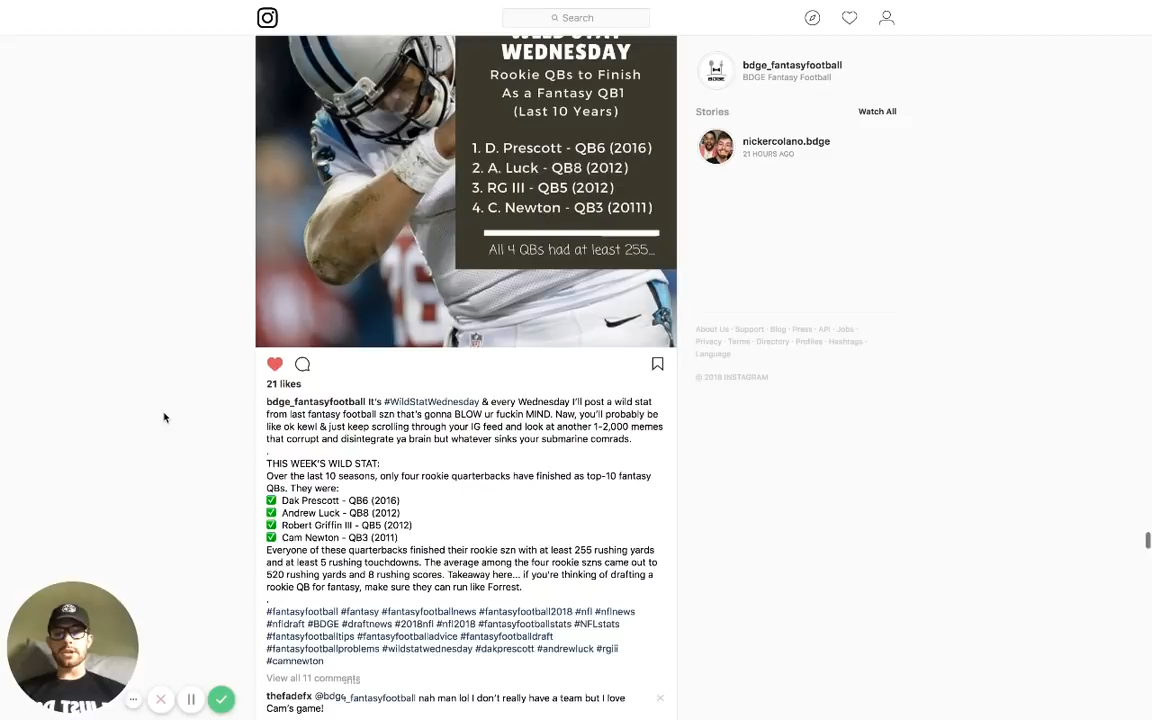 Search
WILD STAT
WEDNESDAY
Rookie QBs to Finish
As a Fantasy QB1
(Last 10 Years)
1. D. Prescott - QB6 (2016)
2. A. Luck - QB8 (2012)
3. RG III - QB5 (2012)
4. C. Newton - QB3 (20111)
All 4 QBs had at least 255...
bdge_fantasyfootball
BDGE Fantasy Football
Stories
Watch All
nickercolano.bdge
21 HOURS AGO
About Us · Support · Blog · Press · API · Jobs ·
Privacy · Terms · Directory · Profiles · Hashtags ·
Language
© 2018 INSTAGRAM
21 likes
bdge_fantasyfootball It's #WildStatWednesday & every Wednesday I'll post a wild stat
from last fantasy football szn that's gonna BLOW ur fuckin MIND. Naw, you'll probably be
like ok kewl & just keep scrolling through your IG feed and look at another 1-2,000 memes
that corrupt and disintegrate ya brain but whatever sinks your submarine comrads.
.
THIS WEEK'S WILD STAT:
Over the last 10 seasons, only four rookie quarterbacks have finished as top-10 fantasy
QBs. They were:
✅ Dak Prescott - QB6 (2016)
✅ Andrew Luck - QB8 (2012)
✅ Robert Griffin III - QB5 (2012)
✅ Cam Newton - QB3 (2011)
Everyone of these quarterbacks finished their rookie szn with at least 255 rushing yards
and at least 5 rushing touchdowns. The average among the four rookie szns came out to
520 rushing yards and 8 rushing scores. Takeaway here... if you're thinking of drafting a
rookie QB for fantasy, make sure they can run like Forrest.
.
#fantasyfootball #fantasy #fantasyfootballnews #fantasyfootball2018 #nfl #nflnews
#nfldraft #BDGE #draftnews #2018nfl #nfl2018 #fantasyfootballstats #NFLstats
#fantasyfootballtips #fantasyfootballadvice #fantasyfootballdraft
#fantasyfootballproblems #wildstatwednesday #dakprescott #andrewluck #rgiii
#camnewton
View all 11 comments
thefadefx @bdge_fantasyfootball nah man lol I don't really have a team but I love
Cam's game!